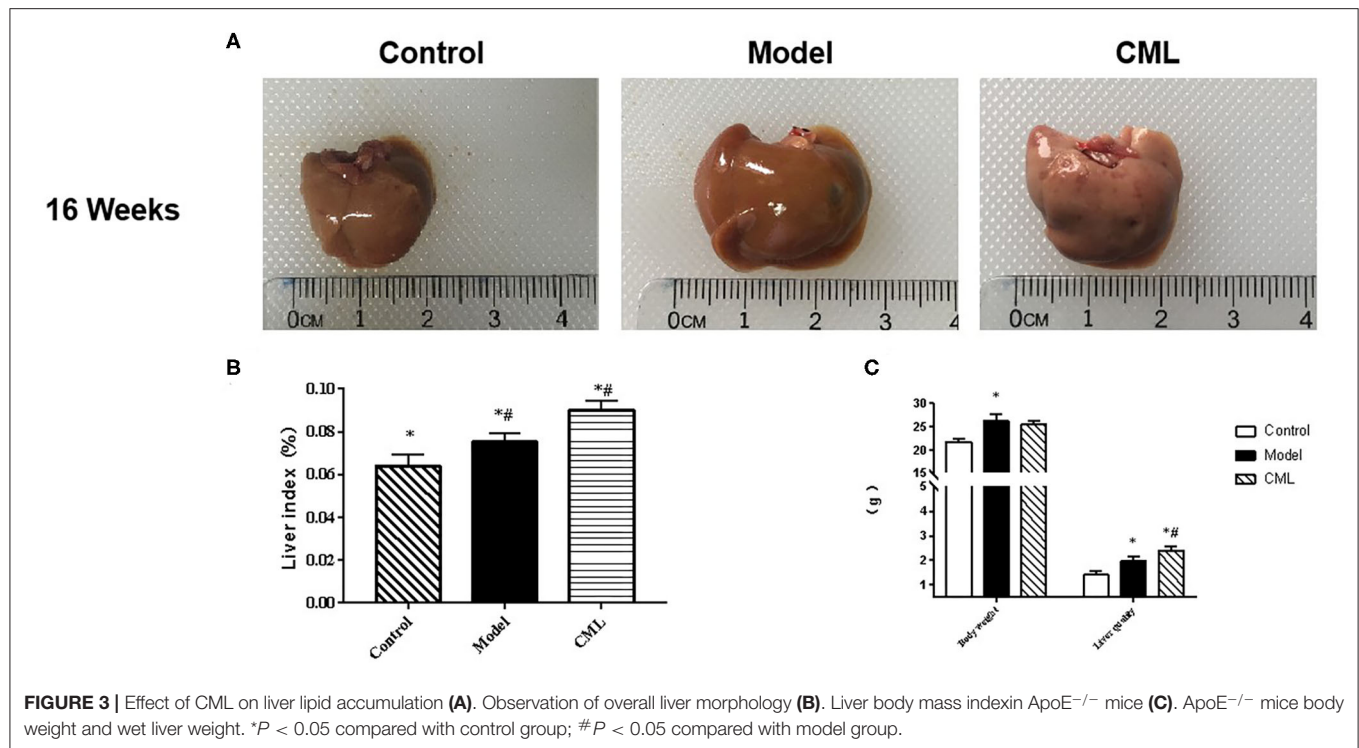 A
Control Model CML
16 Weeks
0CM 1 2 3 4
0CM 1 2 3 4
0CM 1 2 3 4
B
Liver index (%)
0.10
0.08
0.06
0.04
0.02
0.00
*
*#
*#
Control Model CML
C
(g)
30
25
20
15
5
4
3
2
1
*
*
*#
Body weight Liver quality
Control
Model
CML
FIGURE 3 | Effect of CML on liver lipid accumulation (A). Observation of overall liver morphology (B). Liver body mass indexin ApoE−/− mice (C). ApoE−/− mice body
weight and wet liver weight. *P < 0.05 compared with control group; #P < 0.05 compared with model group.